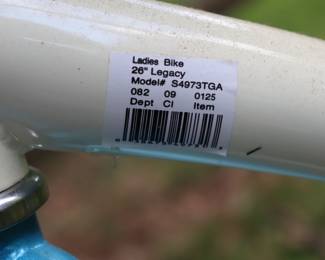 Ladies Bike
26" Legacy
Model# S4973TGA
082 09 0125
Dept Cl Item